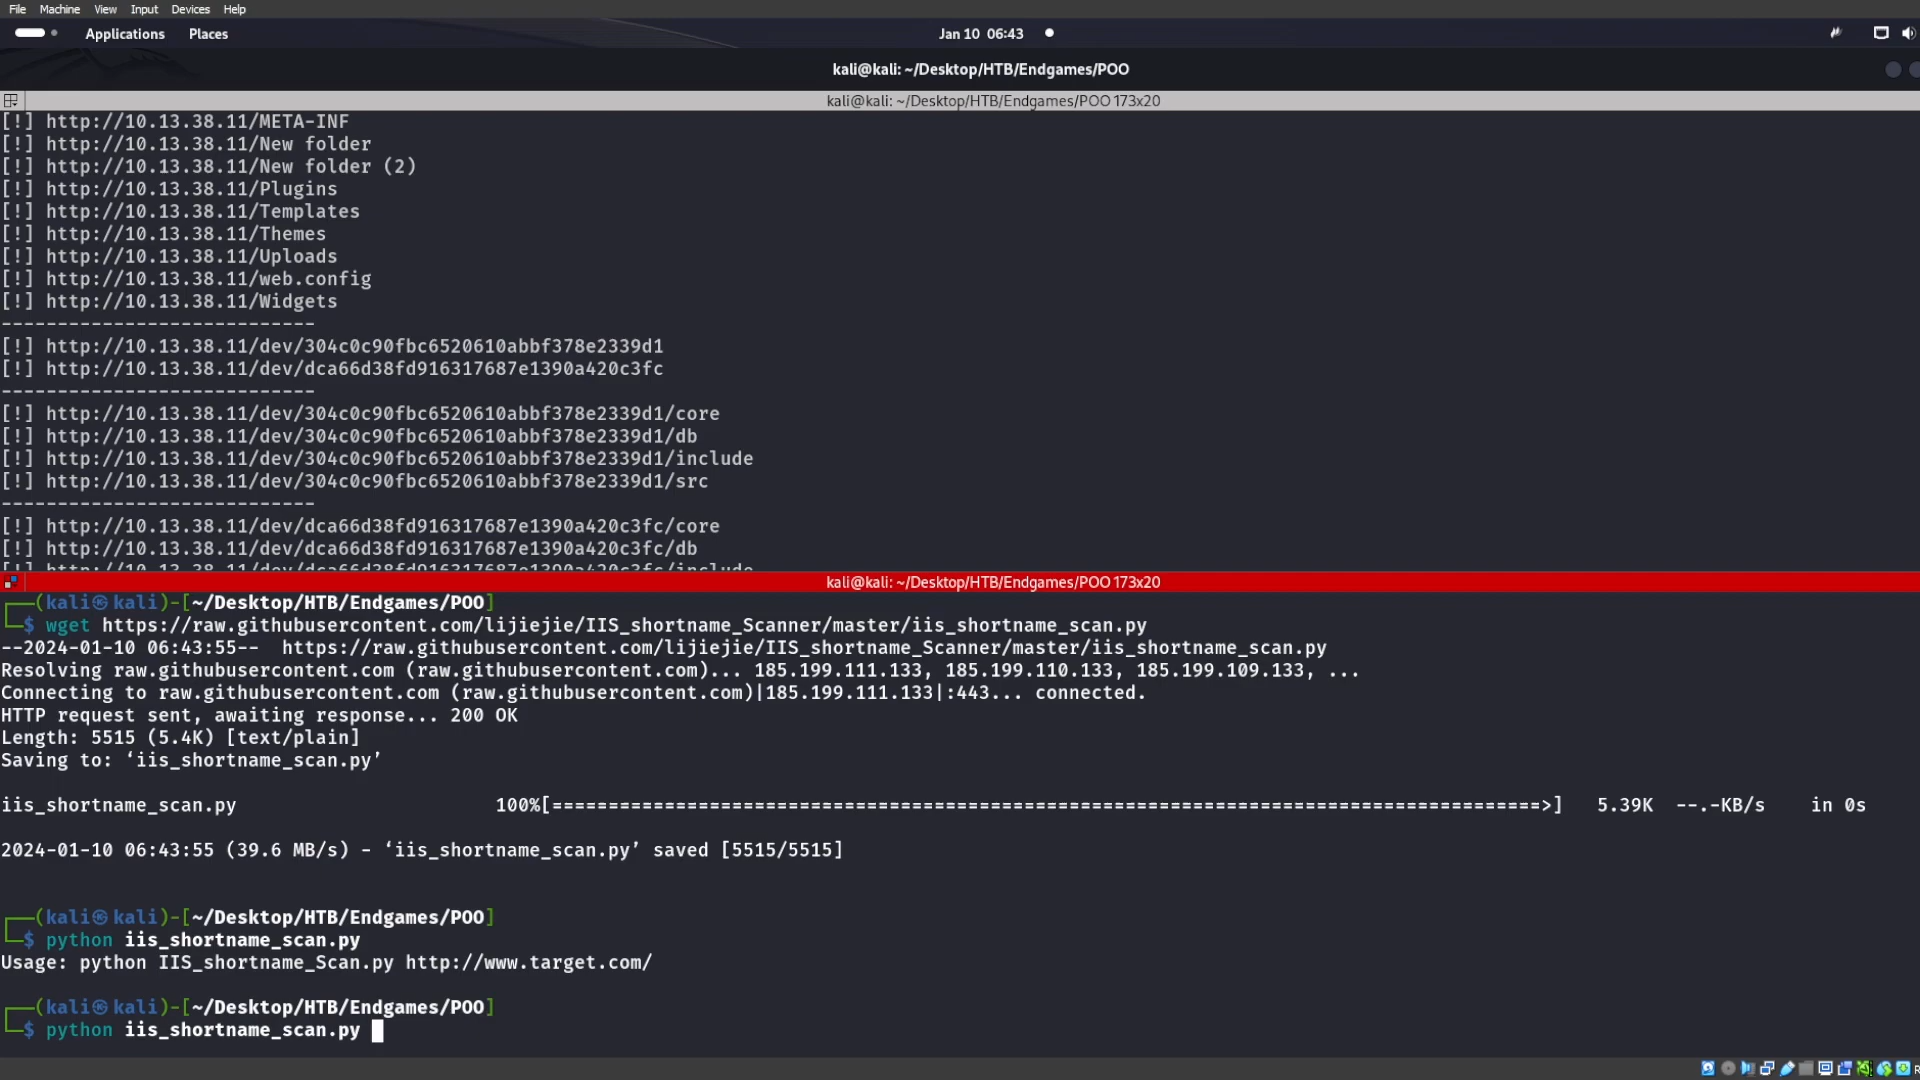 File Machine View Input Devices Help
Applications Places Jan 10 06:43
kali@kali: ~/Desktop/HTB/Endgames/POO
kali@kali: ~/Desktop/HTB/Endgames/POO 173x20
[!] http://10.13.38.11/META-INF
[!] http://10.13.38.11/New folder
[!] http://10.13.38.11/New folder (2)
[!] http://10.13.38.11/Plugins
[!] http://10.13.38.11/Templates
[!] http://10.13.38.11/Themes
[!] http://10.13.38.11/Uploads
[!] http://10.13.38.11/web.config
[!] http://10.13.38.11/Widgets
----------------------------
[!] http://10.13.38.11/dev/304c0c90fbc6520610abbf378e2339d1
[!] http://10.13.38.11/dev/dca66d38fd916317687e1390a420c3fc
----------------------------
[!] http://10.13.38.11/dev/304c0c90fbc6520610abbf378e2339d1/core
[!] http://10.13.38.11/dev/304c0c90fbc6520610abbf378e2339d1/db
[!] http://10.13.38.11/dev/304c0c90fbc6520610abbf378e2339d1/include
[!] http://10.13.38.11/dev/304c0c90fbc6520610abbf378e2339d1/src
----------------------------
[!] http://10.13.38.11/dev/dca66d38fd916317687e1390a420c3fc/core
[!] http://10.13.38.11/dev/dca66d38fd916317687e1390a420c3fc/db
[!] http://10.13.38.11/dev/dca66d38fd916317687e1390a420c3fc/include
kali@kali: ~/Desktop/HTB/Endgames/POO 173x20
┌──(kali㉿kali)-[~/Desktop/HTB/Endgames/POO]
└─$ wget https://raw.githubusercontent.com/lijiejie/IIS_shortname_Scanner/master/iis_shortname_scan.py
--2024-01-10 06:43:55--  https://raw.githubusercontent.com/lijiejie/IIS_shortname_Scanner/master/iis_shortname_scan.py
Resolving raw.githubusercontent.com (raw.githubusercontent.com)... 185.199.111.133, 185.199.110.133, 185.199.109.133, ...
Connecting to raw.githubusercontent.com (raw.githubusercontent.com)|185.199.111.133|:443... connected.
HTTP request sent, awaiting response... 200 OK
Length: 5515 (5.4K) [text/plain]
Saving to: ‘iis_shortname_scan.py’
iis_shortname_scan.py 100%[========================================================================================>] 5.39K --.-KB/s in 0s
2024-01-10 06:43:55 (39.6 MB/s) - ‘iis_shortname_scan.py’ saved [5515/5515]
┌──(kali㉿kali)-[~/Desktop/HTB/Endgames/POO]
└─$ python iis_shortname_scan.py
Usage: python IIS_shortname_Scan.py http://www.target.com/
┌──(kali㉿kali)-[~/Desktop/HTB/Endgames/POO]
└─$ python iis_shortname_scan.py